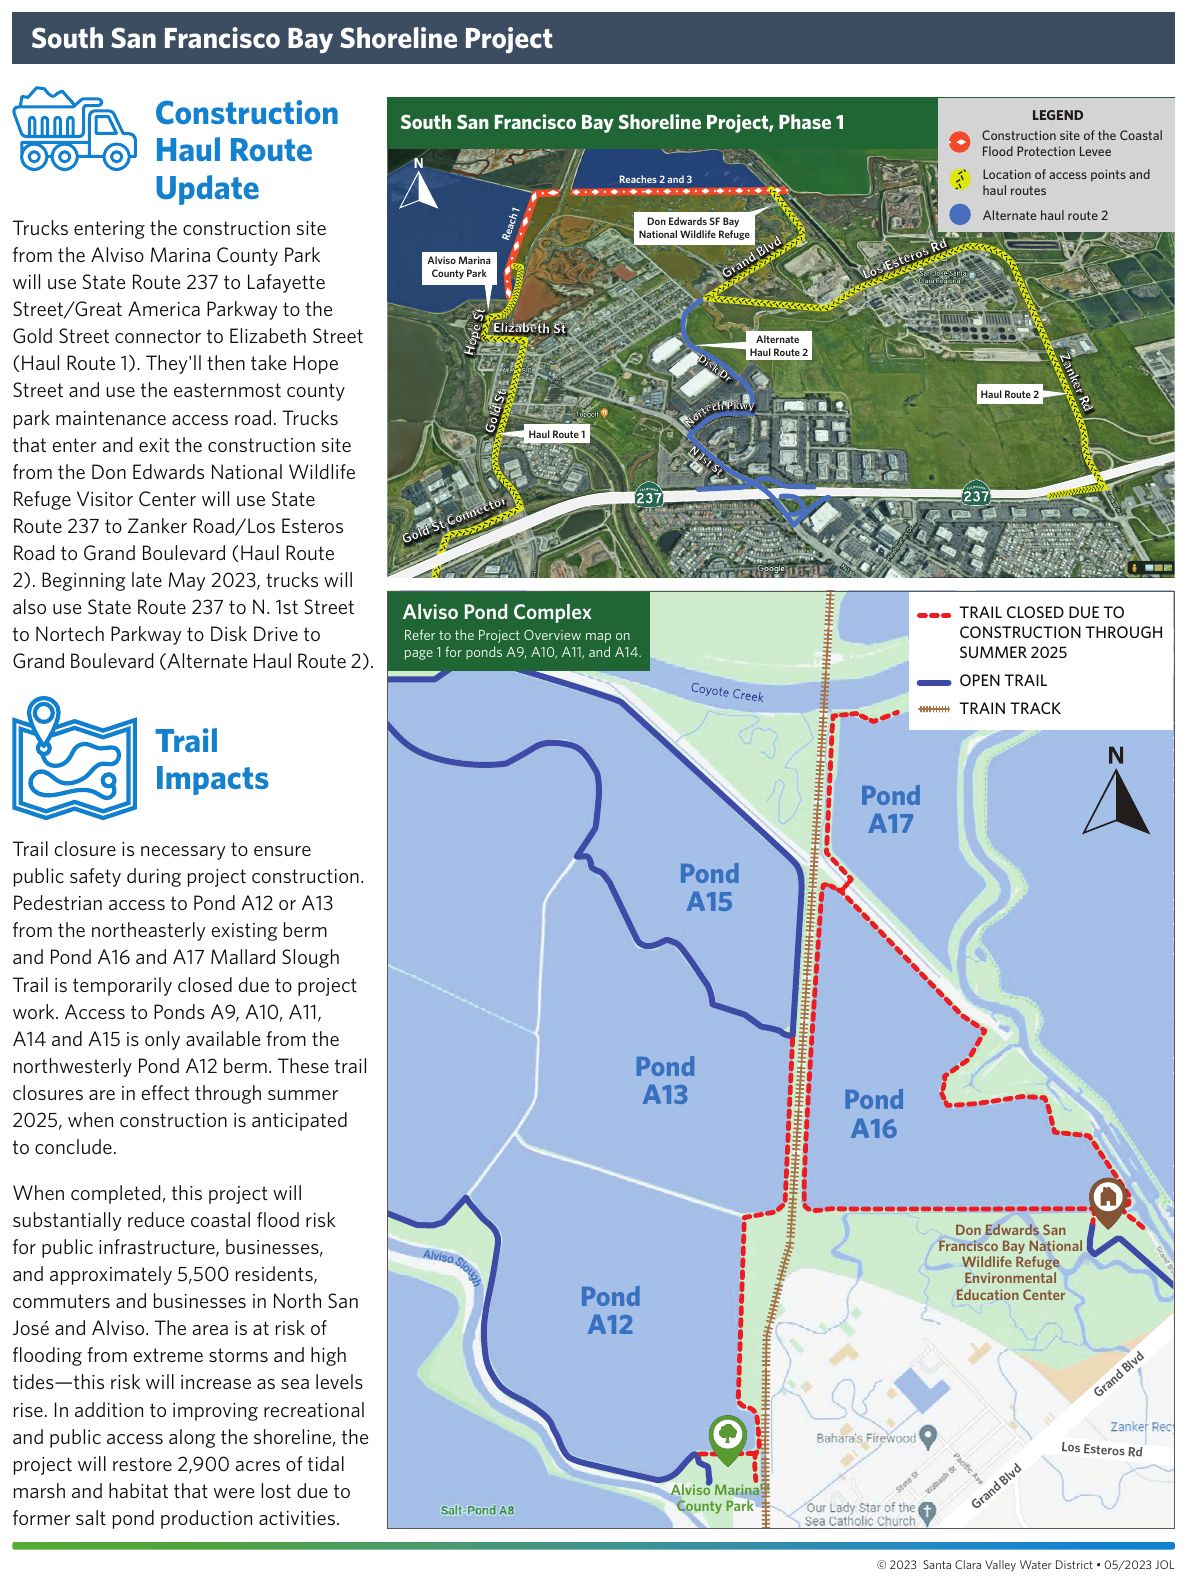 South San Francisco Bay Shoreline Project
Construction
Haul Route
Update
Trucks entering the construction site
from the Alviso Marina County Park
will use State Route 237 to Lafayette
Street/Great America Parkway to the
Gold Street connector to Elizabeth Street
(Haul Route 1). They'll then take Hope
Street and use the easternmost county
park maintenance access road. Trucks
that enter and exit the construction site
from the Don Edwards National Wildlife
Refuge Visitor Center will use State
Route 237 to Zanker Road/Los Esteros
Road to Grand Boulevard (Haul Route
2). Beginning late May 2023, trucks will
also use State Route 237 to N. 1st Street
to Nortech Parkway to Disk Drive to
Grand Boulevard (Alternate Haul Route 2).
Trail
Impacts
Trail closure is necessary to ensure
public safety during project construction.
Pedestrian access to Pond A12 or A13
from the northeasterly existing berm
and Pond A16 and A17 Mallard Slough
Trail is temporarily closed due to project
work. Access to Ponds A9, A10, A11,
A14 and A15 is only available from the
northwesterly Pond A12 berm. These trail
closures are in effect through summer
2025, when construction is anticipated
to conclude.
When completed, this project will
substantially reduce coastal flood risk
for public infrastructure, businesses,
and approximately 5,500 residents,
commuters and businesses in North San
José and Alviso. The area is at risk of
flooding from extreme storms and high
tides—this risk will increase as sea levels
rise. In addition to improving recreational
and public access along the shoreline, the
project will restore 2,900 acres of tidal
marsh and habitat that were lost due to
former salt pond production activities.
South San Francisco Bay Shoreline Project, Phase 1
LEGEND
Construction site of the Coastal
Flood Protection Levee
Location of access points and
haul routes
Alternate haul route 2
N
Reaches 2 and 3
Reach 1
Don Edwards SF Bay
National Wildlife Refuge
Alviso Marina
County Park
Grand Blvd
Los Esteros Rd
San José-Santa
Clara Regional...
Hope St
Elizabeth St
Alternate
Haul Route 2
Disk Dr
Zanker Rd
Haul Route 2
Gold St
Topgolf
Nortech Pkwy
Haul Route 1
N 1st St
237
237
Gold St Connector
Google
Alviso Pond Complex
Refer to the Project Overview map on
page 1 for ponds A9, A10, A11, and A14.
TRAIL CLOSED DUE TO
CONSTRUCTION THROUGH
SUMMER 2025
OPEN TRAIL
TRAIN TRACK
Coyote Creek
N
Pond
A17
Pond
A15
Pond
A13
Pond
A16
Don Edwards San
Francisco Bay National
Wildlife Refuge
Environmental
Education Center
Alviso Slough
Pond
A12
Grand Blvd
Zanker Rec
Los Esteros Rd
Bahara's Firewood
Pacific Ave
State St
Wabash St
Grand Blvd
Alviso Marina
County Park
Salt-Pond A8
Our Lady Star of the
Sea Catholic Church
© 2023 Santa Clara Valley Water District • 05/2023 JOL